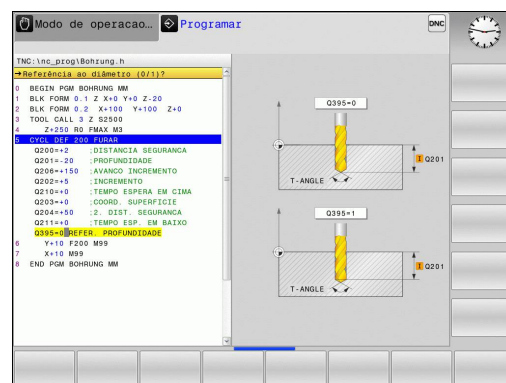 Modo de operacao... Programar
DNC
TNC:\nc_prog\Bohrung.h
→Referência ao diâmetro (0/1)?
0 BEGIN PGM BOHRUNG MM
1 BLK FORM 0.1 Z X+0 Y+0 Z-20
2 BLK FORM 0.2 X+100 Y+100 Z+0
3 TOOL CALL 3 Z S2500
4 Z+250 R0 FMAX M3
5 CYCL DEF 200 FURAR
Q200=+2 ;DISTANCIA SEGURANCA
Q201=-20 ;PROFUNDIDADE
Q206=+150 ;AVANCO INCREMENTO
Q202=+5 ;INCREMENTO
Q210=+0 ;TEMPO ESPERA EM CIMA
Q203=+0 ;COORD. SUPERFICIE
Q204=+50 ;2. DIST. SEGURANCA
Q211=+0 ;TEMPO ESP. EM BAIXO
Q395=0 REFER. PROFUNDIDADE
6 Y+10 F200 M99
7 X+10 M99
8 END PGM BOHRUNG MM
Q395=0
I Q201
T-ANGLE
Q395=1
I Q201
T-ANGLE